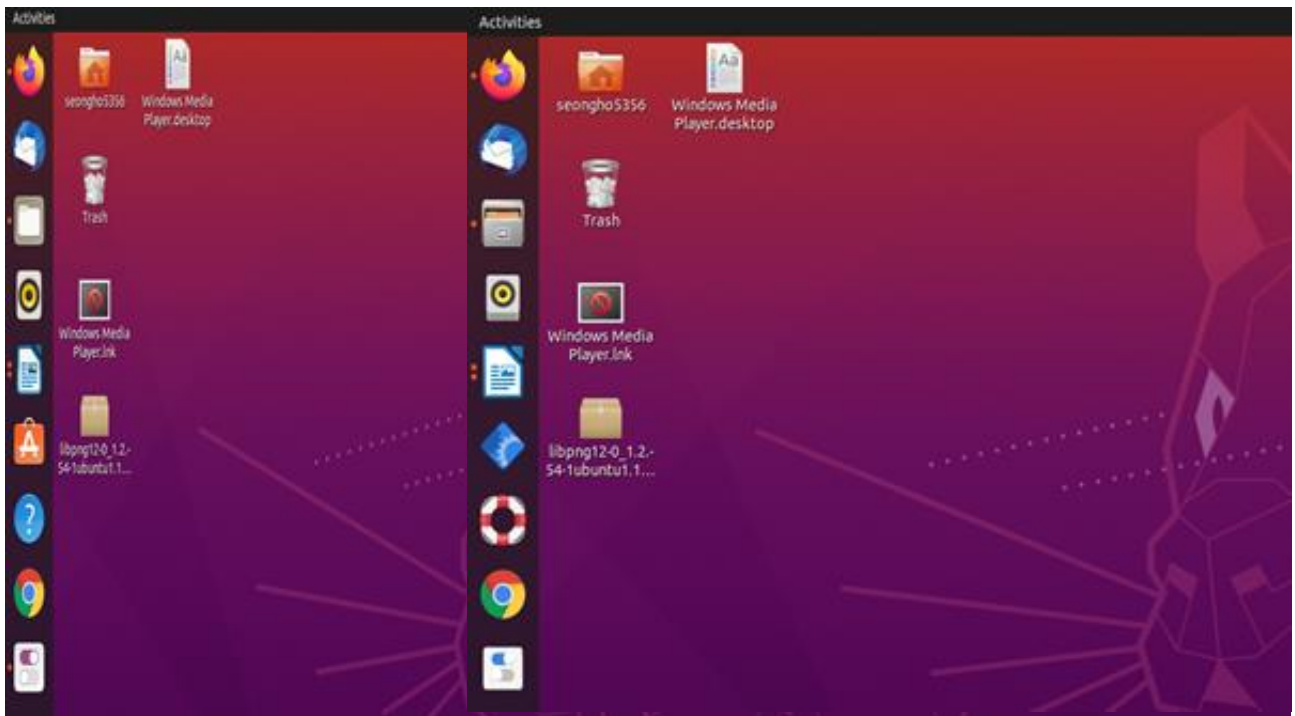 Activities
seongho5356
Windows Media
Player.desktop
Trash
Windows Media
Player.lnk
libpng12-0_1.2.-
54-1ubuntu1.1...
Activities
seongho5356
Windows Media
Player.desktop
Trash
Windows Media
Player.lnk
libpng12-0_1.2.-
54-1ubuntu1.1...